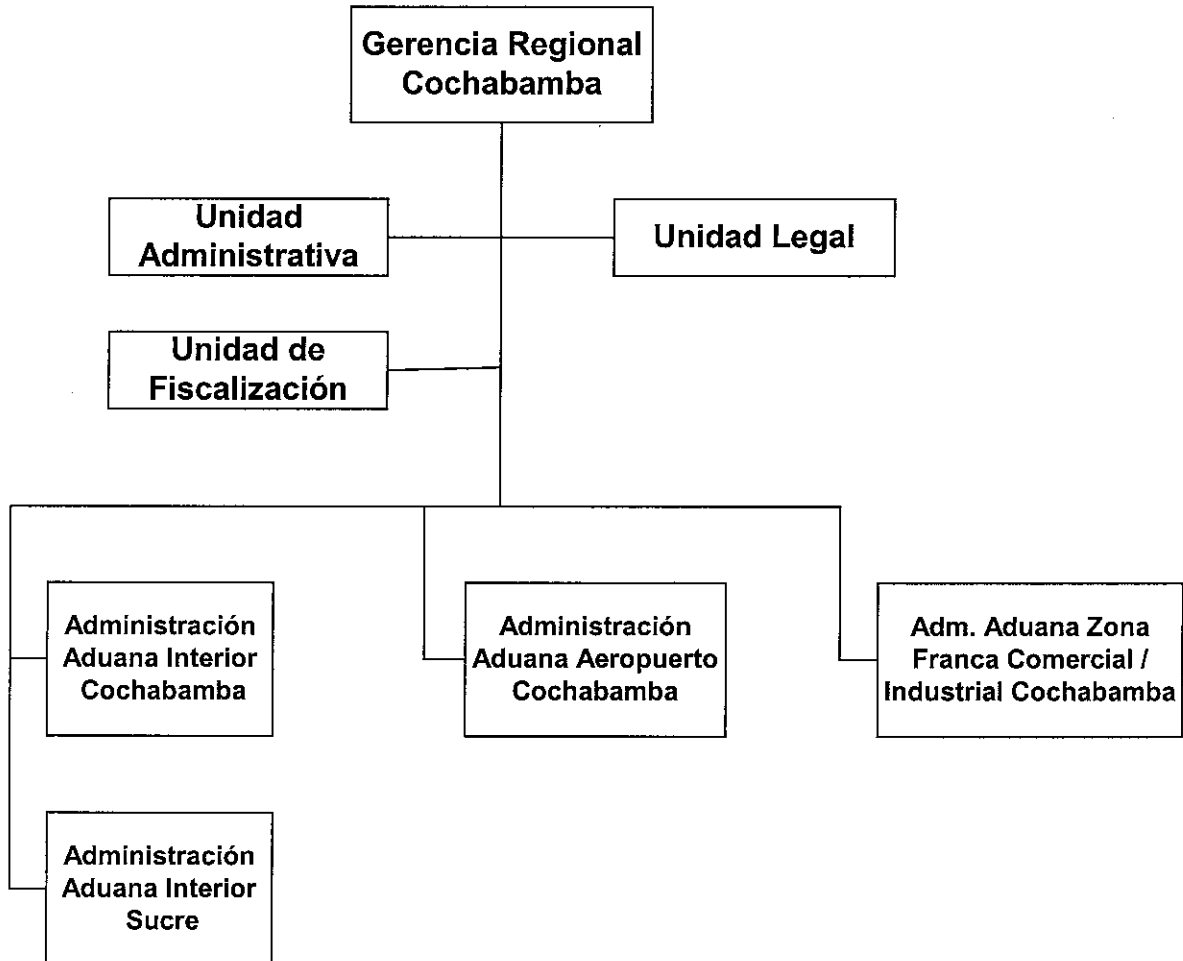 Gerencia Regional
Cochabamba
Unidad
Administrativa
Unidad Legal
Unidad de
Fiscalización
Administración
Aduana Interior
Cochabamba
Administración
Aduana Aeropuerto
Cochabamba
Adm. Aduana Zona
Franca Comercial /
Industrial Cochabamba
Administración
Aduana Interior
Sucre